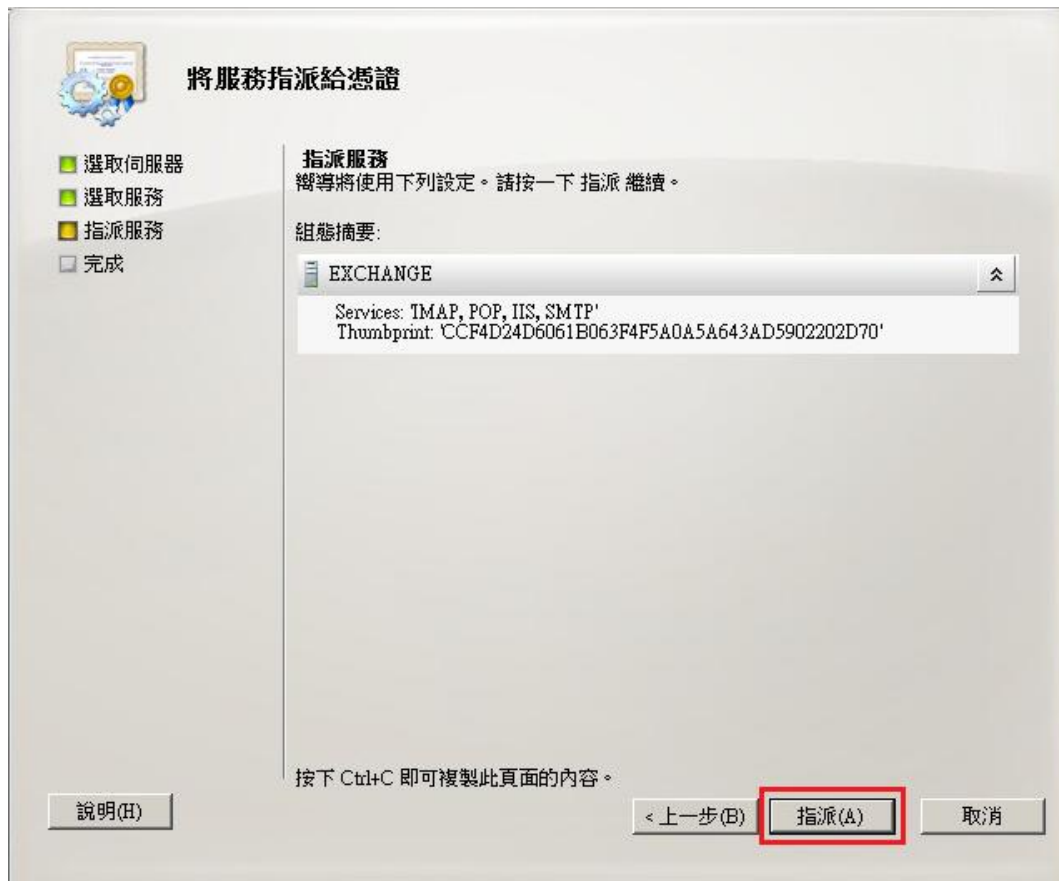 將服務指派給憑證
選取伺服器
選取服務
指派服務
完成
指派服務
嚮導將使用下列設定。請按一下 指派 繼續。
組態摘要:
EXCHANGE
Services: 'IMAP, POP, IIS, SMTP'
Thumbprint: 'CCF4D24D6061B063F4F5A0A5A643AD5902202D70'
按下 Ctrl+C 即可複製此頁面的內容。
說明(H)
<上一步(B)
指派(A)
取消